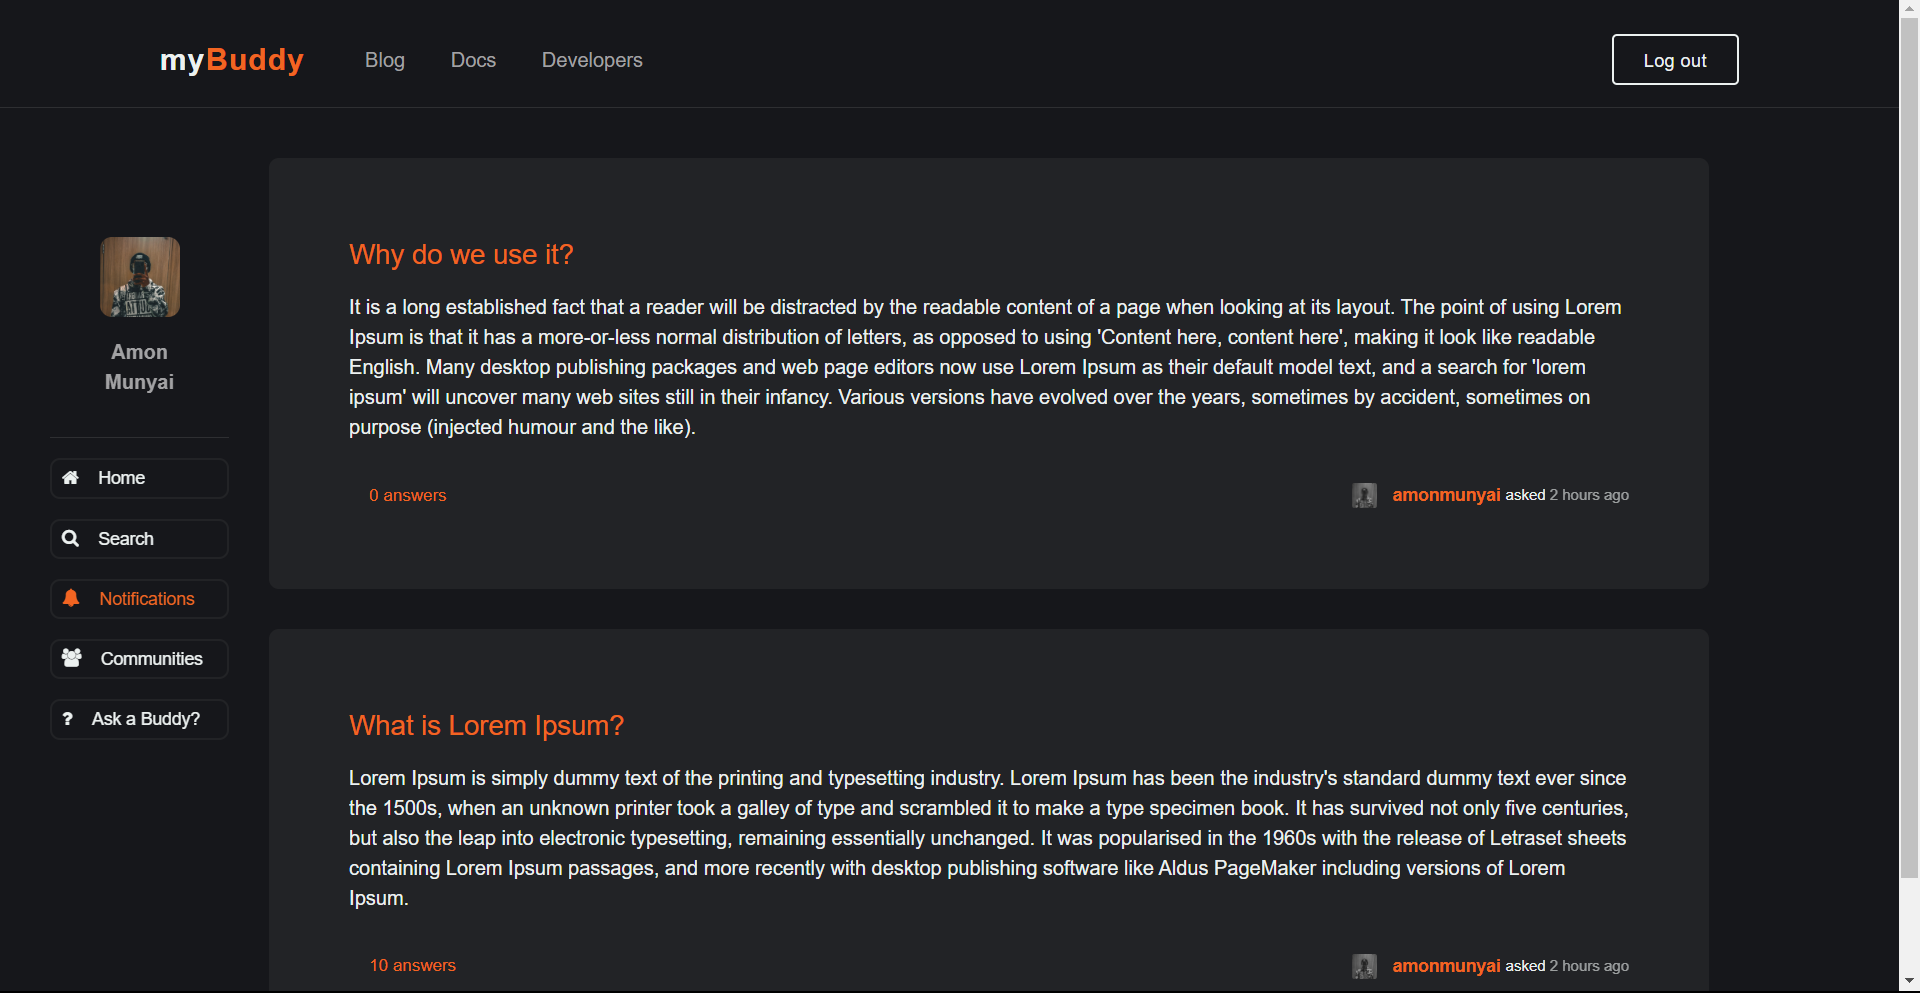 myBuddy Blog Docs Developers Log out
Amon
Munyai
Home
Search
Notifications
Communities
? Ask a Buddy?
Why do we use it?
It is a long established fact that a reader will be distracted by the readable content of a page when looking at its layout. The point of using Lorem
Ipsum is that it has a more-or-less normal distribution of letters, as opposed to using 'Content here, content here', making it look like readable
English. Many desktop publishing packages and web page editors now use Lorem Ipsum as their default model text, and a search for 'lorem
ipsum' will uncover many web sites still in their infancy. Various versions have evolved over the years, sometimes by accident, sometimes on
purpose (injected humour and the like).
0 answers amonmunyai asked 2 hours ago
What is Lorem Ipsum?
Lorem Ipsum is simply dummy text of the printing and typesetting industry. Lorem Ipsum has been the industry's standard dummy text ever since
the 1500s, when an unknown printer took a galley of type and scrambled it to make a type specimen book. It has survived not only five centuries,
but also the leap into electronic typesetting, remaining essentially unchanged. It was popularised in the 1960s with the release of Letraset sheets
containing Lorem Ipsum passages, and more recently with desktop publishing software like Aldus PageMaker including versions of Lorem
Ipsum.
10 answers amonmunyai asked 2 hours ago